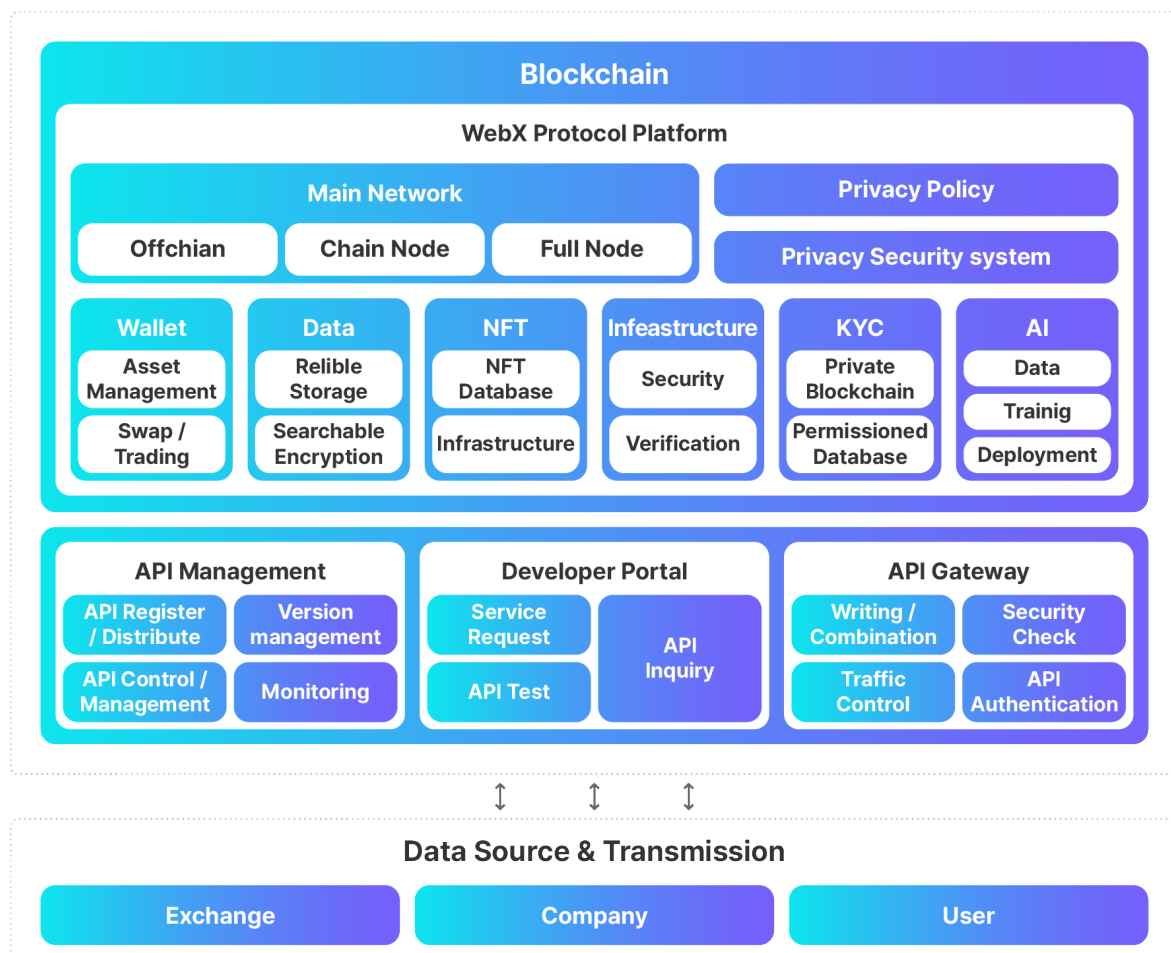 Blockchain
WebX Protocol Platform
Main Network
Offchian
Chain Node
Full Node
Privacy Policy
Privacy Security system
Wallet
Asset
Management
Swap /
Trading
Data
Relible
Storage
Searchable
Encryption
NFT
NFT
Database
Infrastructure
Infeastructure
Security
Verification
KYC
Private
Blockchain
Permissioned
Database
AI
Data
Trainig
Deployment
API Management
API Register
/ Distribute
Version
management
API Control /
Management
Monitoring
Developer Portal
Service
Request
API Test
API
Inquiry
API Gateway
Writing /
Combination
Security
Check
Traffic
Control
API
Authentication
Data Source & Transmission
Exchange
Company
User